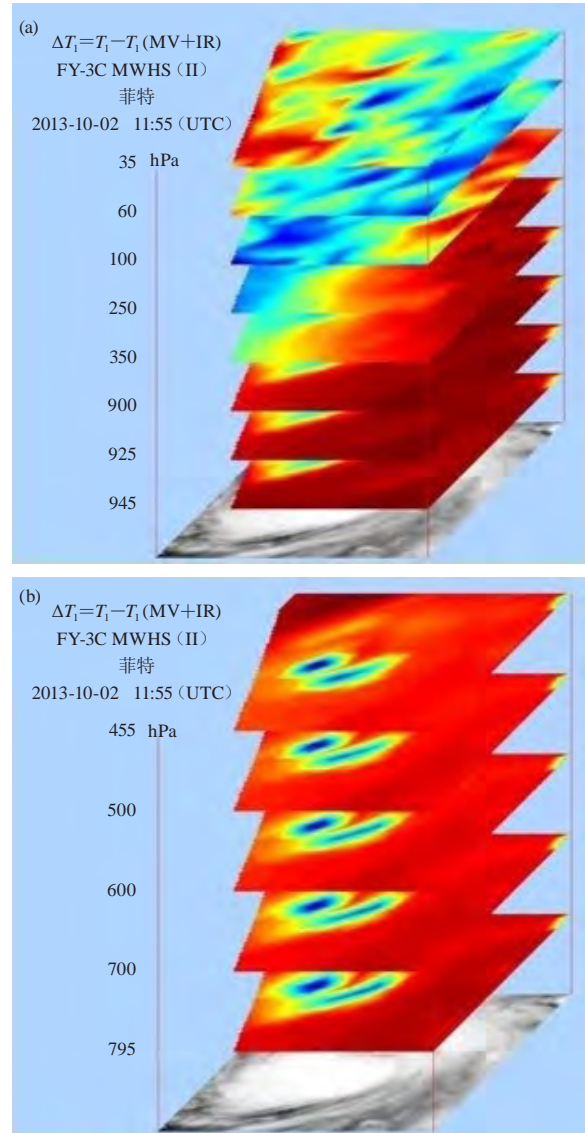 (a)
ΔT₁=T₁−T₁(MV+IR)
FY-3C MWHS（II）
菲特
2013-10-02 11:55（UTC）
35 hPa
60
100
250
350
900
925
945
(b)
ΔT₁=T₁−T₁(MV+IR)
FY-3C MWHS（II）
菲特
2013-10-02 11:55（UTC）
455 hPa
500
600
700
795